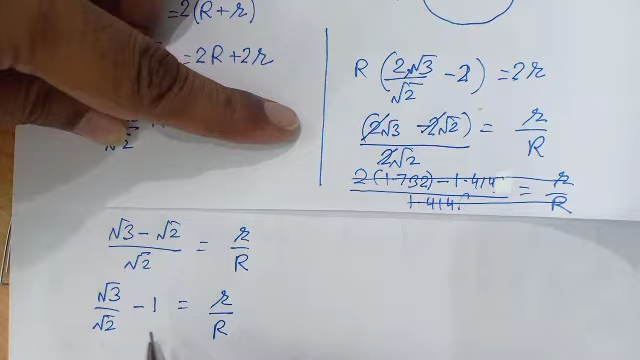 =2(R+r)
=2R+2r
√2
R(2√3/√2 - 2) = 2r
(2√3 - 2√2)/2√2 = r/R
2(1.732) - 1.414/1.414 = r/R
√3 - √2/√2 = r/R
√3/√2 - 1 = r/R